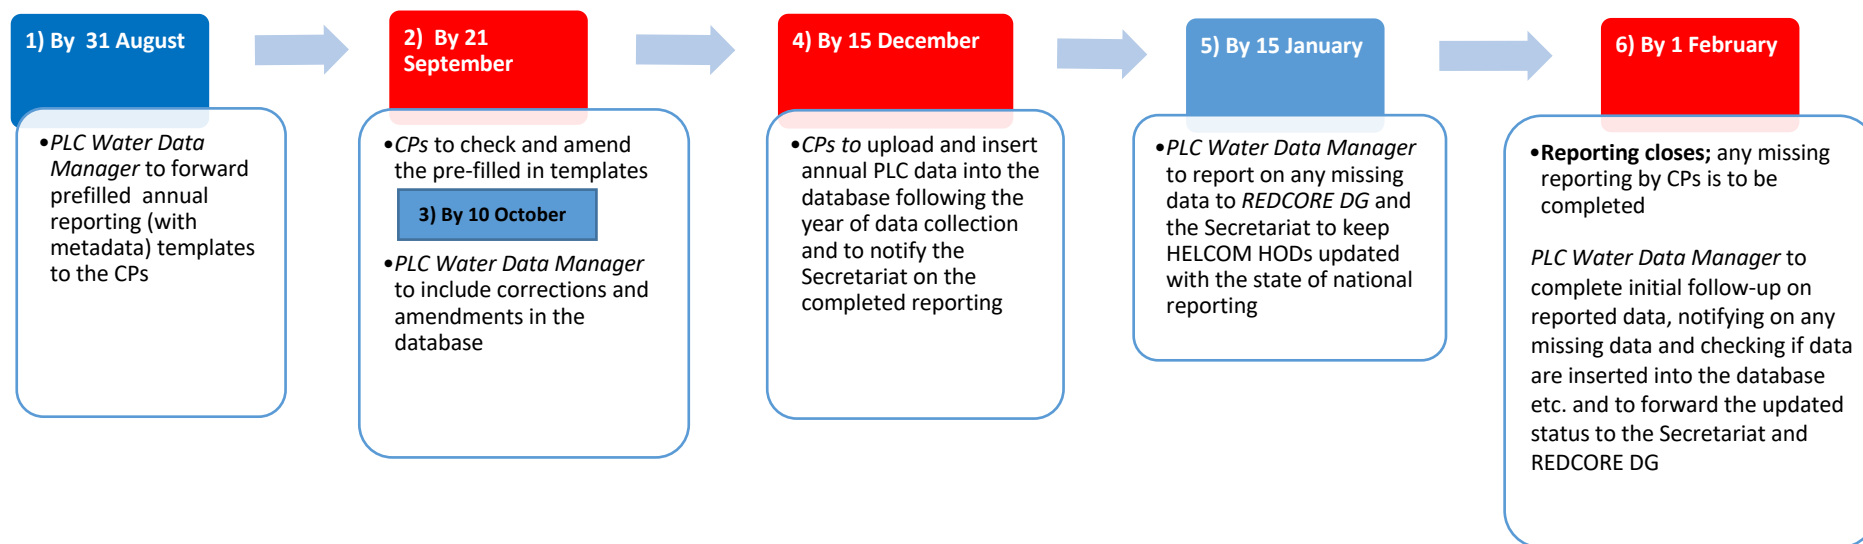 1) By 31 August
•PLC Water Data
Manager to forward
prefilled annual
reporting (with
metadata) templates
to the CPs
2) By 21
September
•CPs to check and amend
the pre-filled in templates
3) By 10 October
•PLC Water Data Manager
to include corrections and
amendments in the
database
4) By 15 December
•CPs to upload and insert
annual PLC data into the
database following the
year of data collection
and to notify the
Secretariat on the
completed reporting
5) By 15 January
•PLC Water Data Manager
to report on any missing
data to REDCORE DG and
the Secretariat to keep
HELCOM HODs updated
with the state of national
reporting
6) By 1 February
•Reporting closes; any missing
reporting by CPs is to be
completed
PLC Water Data Manager to
complete initial follow-up on
reported data, notifying on any
missing data and checking if data
are inserted into the database
etc. and to forward the updated
status to the Secretariat and
REDCORE DG